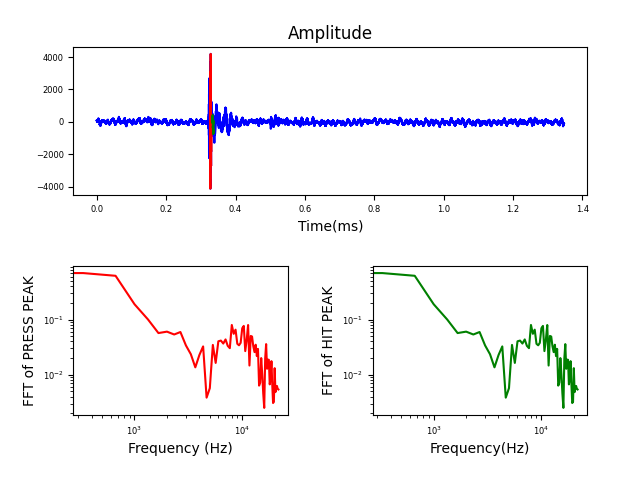 Amplitude
4000
2000
0
−2000
−4000
0.0 0.2 0.4 0.6 0.8 1.0 1.2 1.4
Time(ms)
FFT of PRESS PEAK
10⁻¹
10⁻²
10³ 10⁴
Frequency (Hz)
FFT of HIT PEAK
10⁻¹
10⁻²
10³ 10⁴
Frequency(Hz)